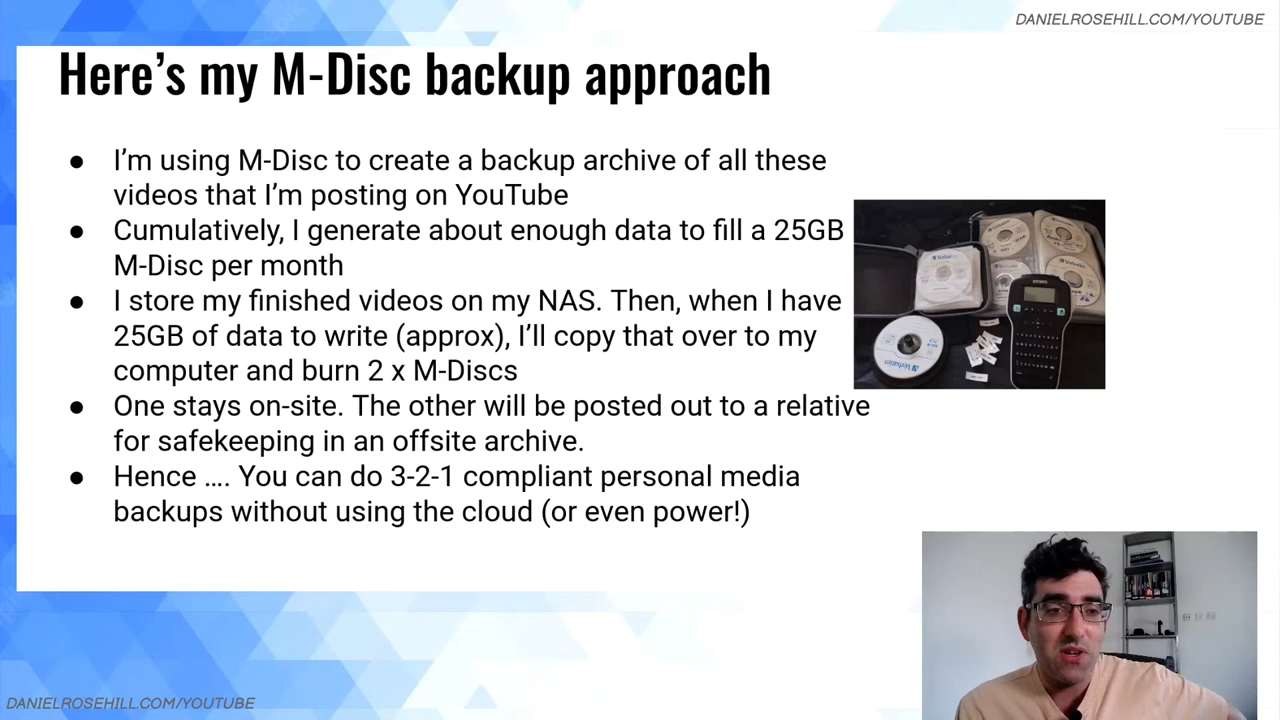 DANIELROSEHILL.COM/YOUTUBE
Here’s my M-Disc backup approach
● I’m using M-Disc to create a backup archive of all these
videos that I’m posting on YouTube
● Cumulatively, I generate about enough data to fill a 25GB
M-Disc per month
● I store my finished videos on my NAS. Then, when I have
25GB of data to write (approx), I’ll copy that over to my
computer and burn 2 x M-Discs
● One stays on-site. The other will be posted out to a relative
for safekeeping in an offsite archive.
● Hence .... You can do 3-2-1 compliant personal media
backups without using the cloud (or even power!)
Verbatim
DYMO
Verbatim
DANIELROSEHILL.COM/YOUTUBE